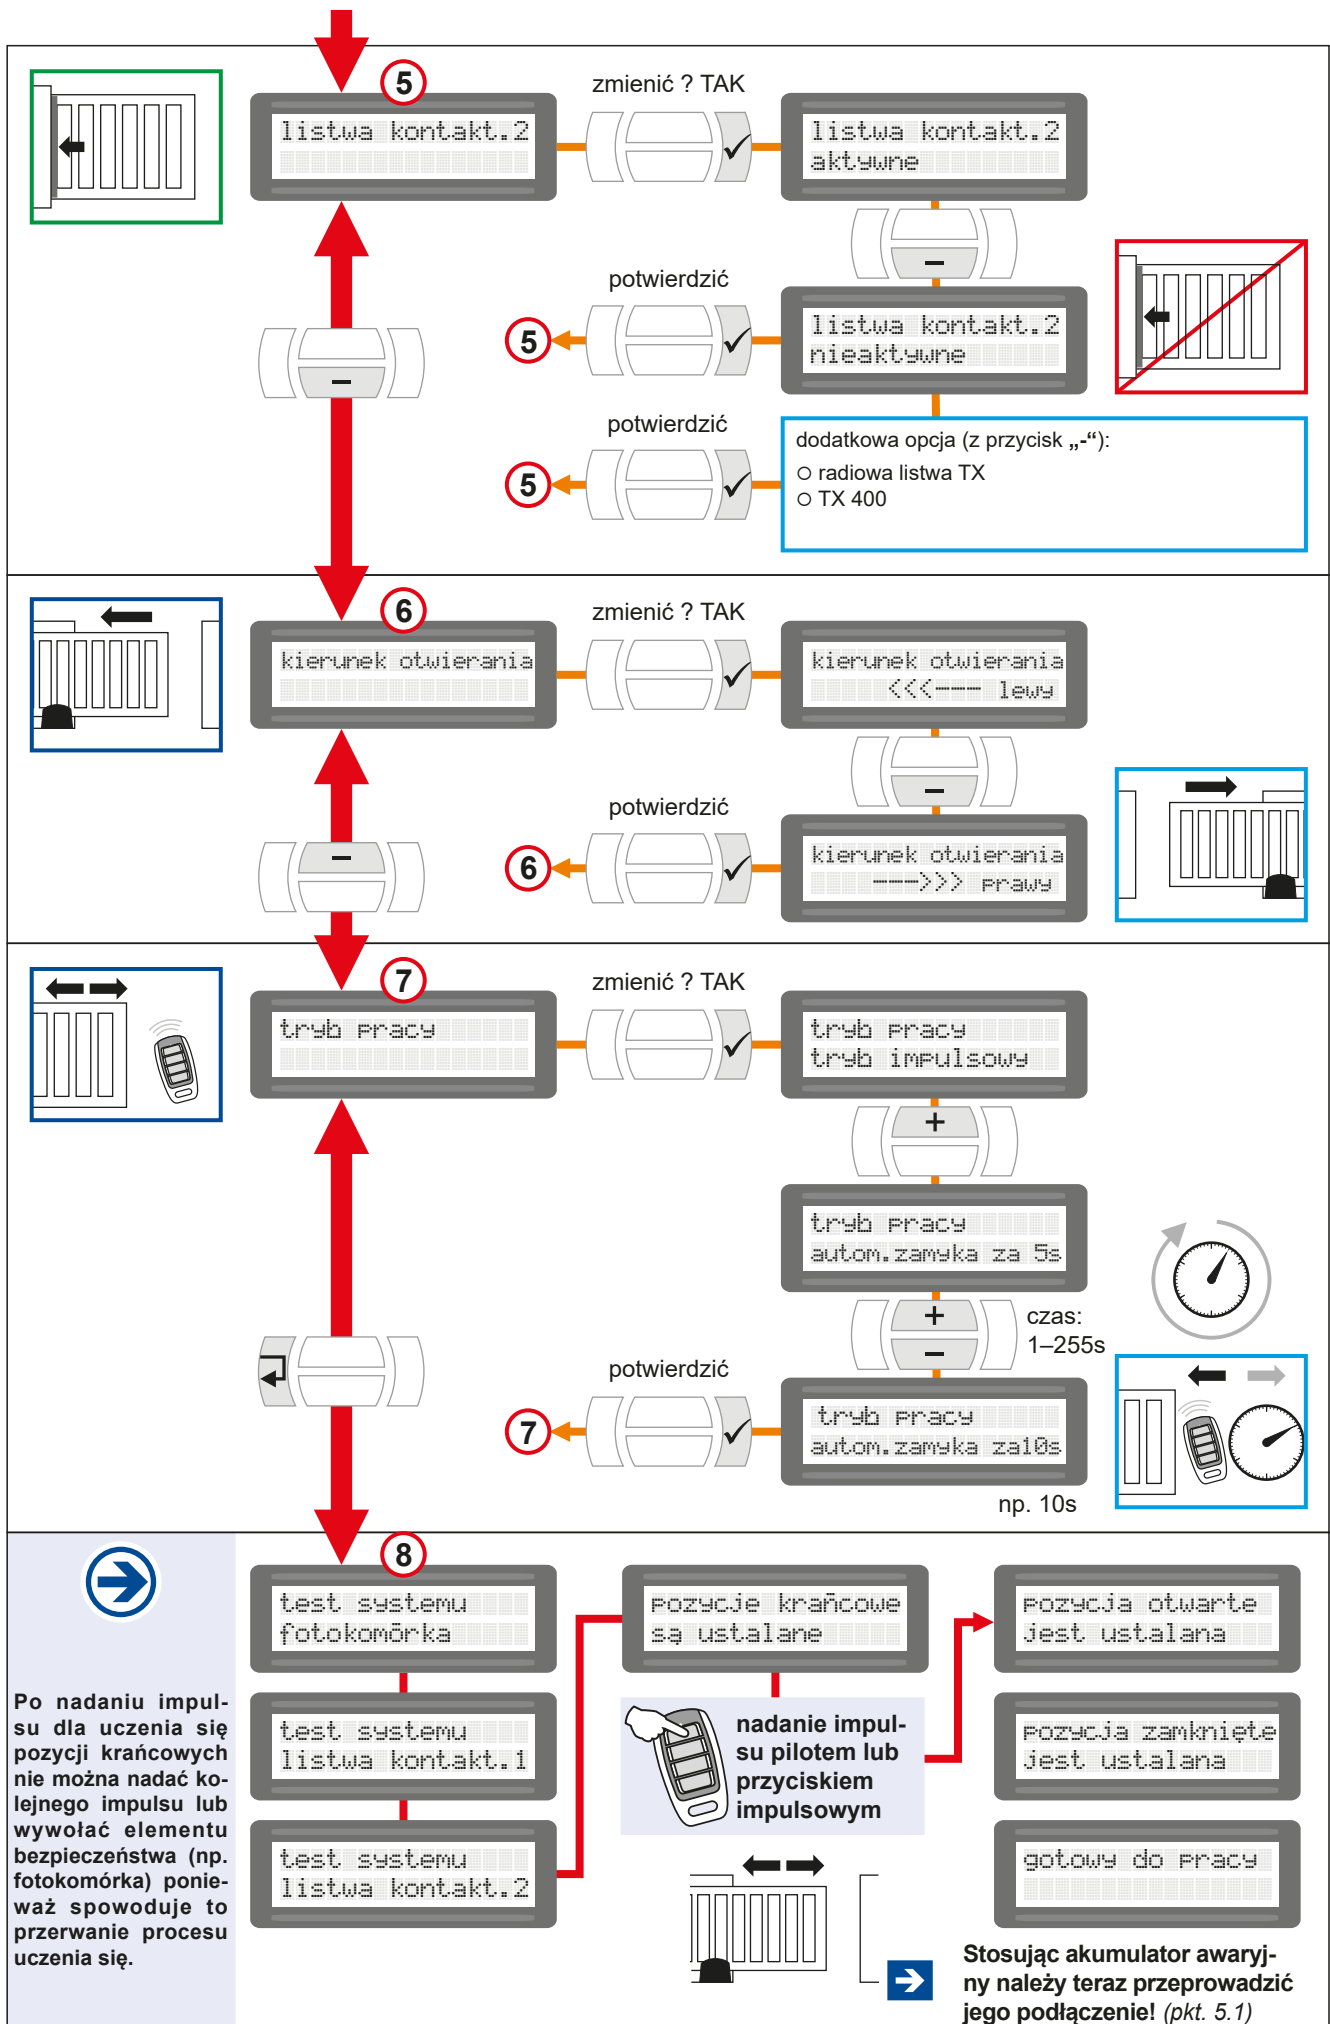 5
zmienić ? TAK
listwa kontakt.2
listwa kontakt.2
aktywne
−
potwierdzić
5
listwa kontakt.2
nieaktywne
−
potwierdzić
5
dodatkowa opcja (z przycisk „-“):
radiowa listwa TX
TX 400
6
zmienić ? TAK
kierunek otwierania
kierunek otwierania
<<<--- lewy
−
potwierdzić
6
kierunek otwierania
--->>> prawy
−
7
zmienić ? TAK
tryb pracy
tryb pracy
tryb impulsowy
+
tryb pracy
autom.zamyka za 5s
+
−
czas:
1–255s
potwierdzić
7
tryb pracy
autom.zamyka za10s
np. 10s
8
Po nadaniu impul-
su dla uczenia się
pozycji krańcowych
nie można nadać ko-
lejnego impulsu lub
wywołać elementu
bezpieczeństwa (np.
fotokomórka) ponie-
waż spowoduje to
przerwanie procesu
uczenia się.
test systemu
fotokomōrka
test systemu
listwa kontakt.1
test systemu
listwa kontakt.2
pozycje krañcowe
są ustalane
nadanie impul-
su pilotem lub
przyciskiem
impulsowym
pozycja otwarte
jest ustalana
pozycja zamknięte
jest ustalana
gotowy do pracy
Stosując akumulator awaryj-
ny należy teraz przeprowadzić
jego podłączenie! (pkt. 5.1)